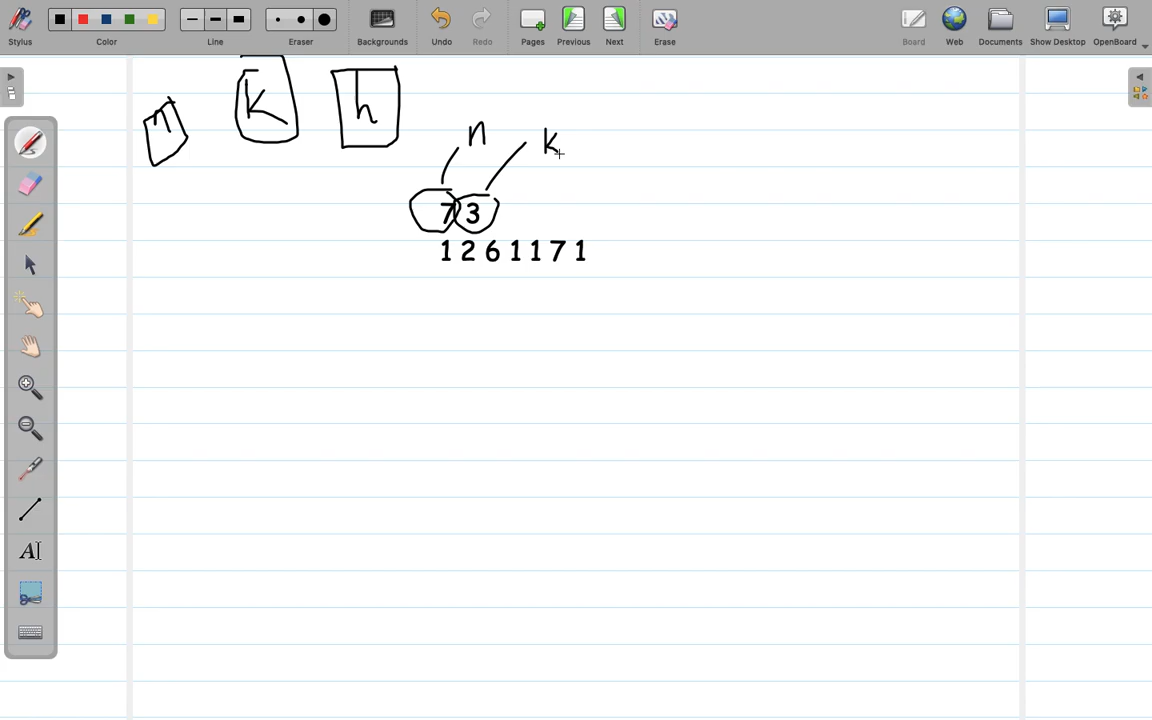 Stylus Color Line Eraser Backgrounds Undo Redo Pages Previous Next Erase Board Web Documents Show Desktop OpenBoard
n k h
n k
7 3
1 2 6 1 1 7 1